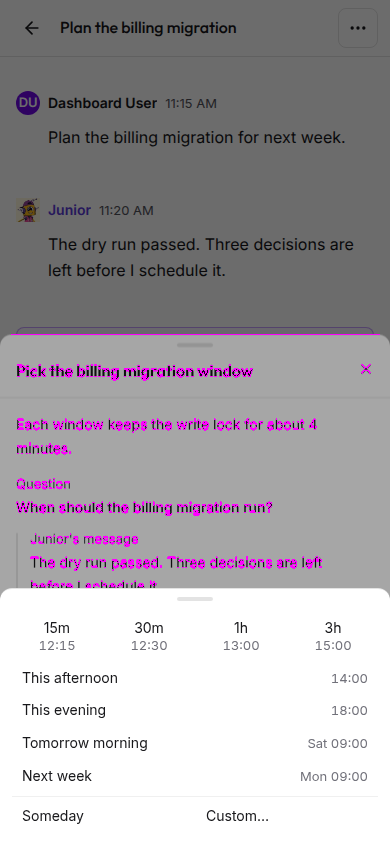 Plan the billing migration
DU Dashboard User 11:15 AM
Plan the billing migration for next week.
Junior 11:20 AM
The dry run passed. Three decisions are
left before I schedule it.
Pick the billing migration window
Each window keeps the write lock for about 4
minutes.
Question
When should the billing migration run?
Junior's message
The dry run passed. Three decisions are left
before I schedule it.
15m 30m 1h 3h
12:15 12:30 13:00 15:00
This afternoon 14:00
This evening 18:00
Tomorrow morning Sat 09:00
Next week Mon 09:00
Someday Custom...